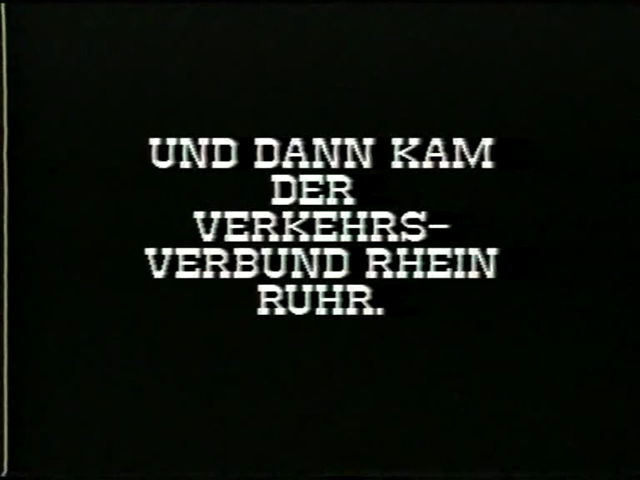 UND DANN KAM
DER
VERKEHRS-
VERBUND RHEIN
RUHR.